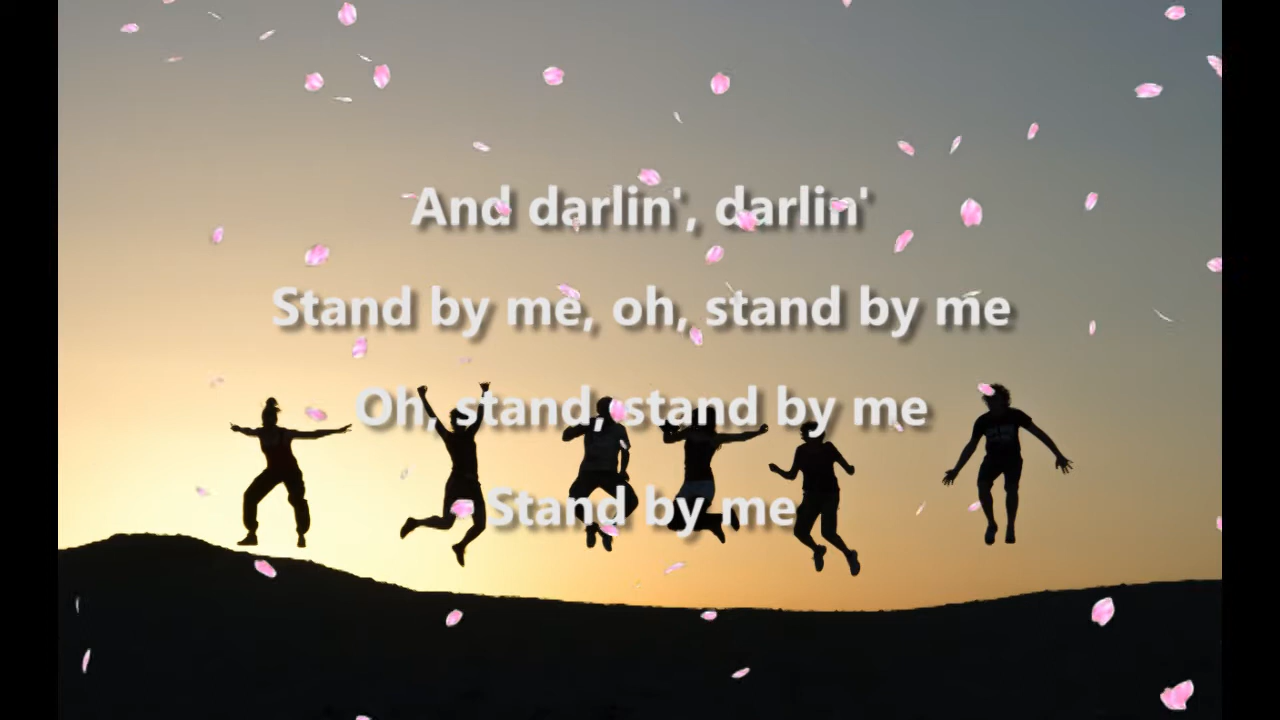 And darlin', darlin'
Stand by me, oh, stand by me
Oh, stand, stand by me
Stand by me